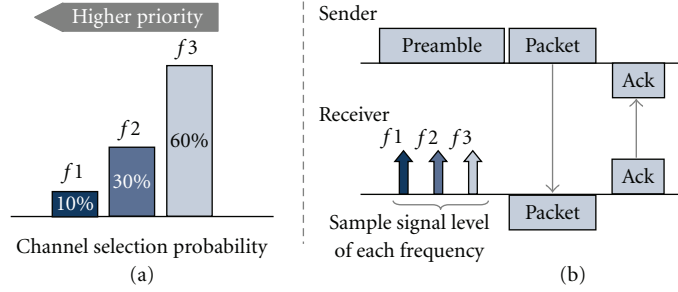 Higher priority
f3
f2
f1
60%
30%
10%
Channel selection probability
(a)
Sender
Preamble
Packet
Ack
Receiver
f1
f2
f3
Ack
Packet
Sample signal level
of each frequency
(b)